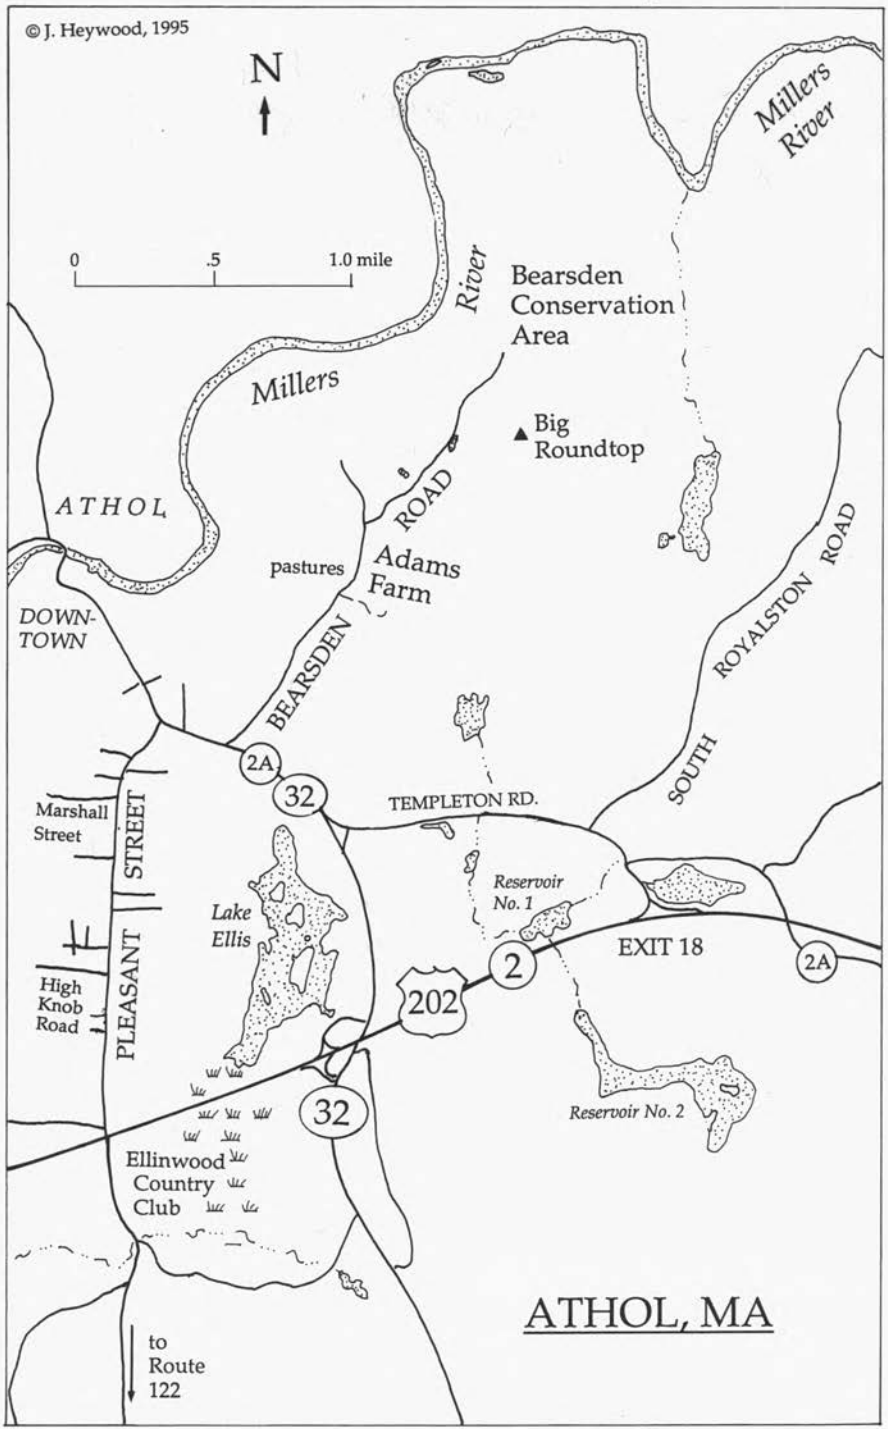 © J. Heywood, 1995
N
Millers
River
0 .5 1.0 mile
River
Bearsden
Conservation
Area
Millers
Big
Roundtop
ATHOL
ROAD
pastures
Adams
Farm
ROYALSTON ROAD
DOWN-
TOWN
BEARSDEN
SOUTH
2A
32
TEMPLETON RD.
Marshall
Street
STREET
Reservoir
No. 1
Lake
Ellis
EXIT 18
2
2A
PLEASANT
High
Knob
Road
202
32
Reservoir No. 2
Ellinwood
Country
Club
ATHOL, MA
to
Route
122